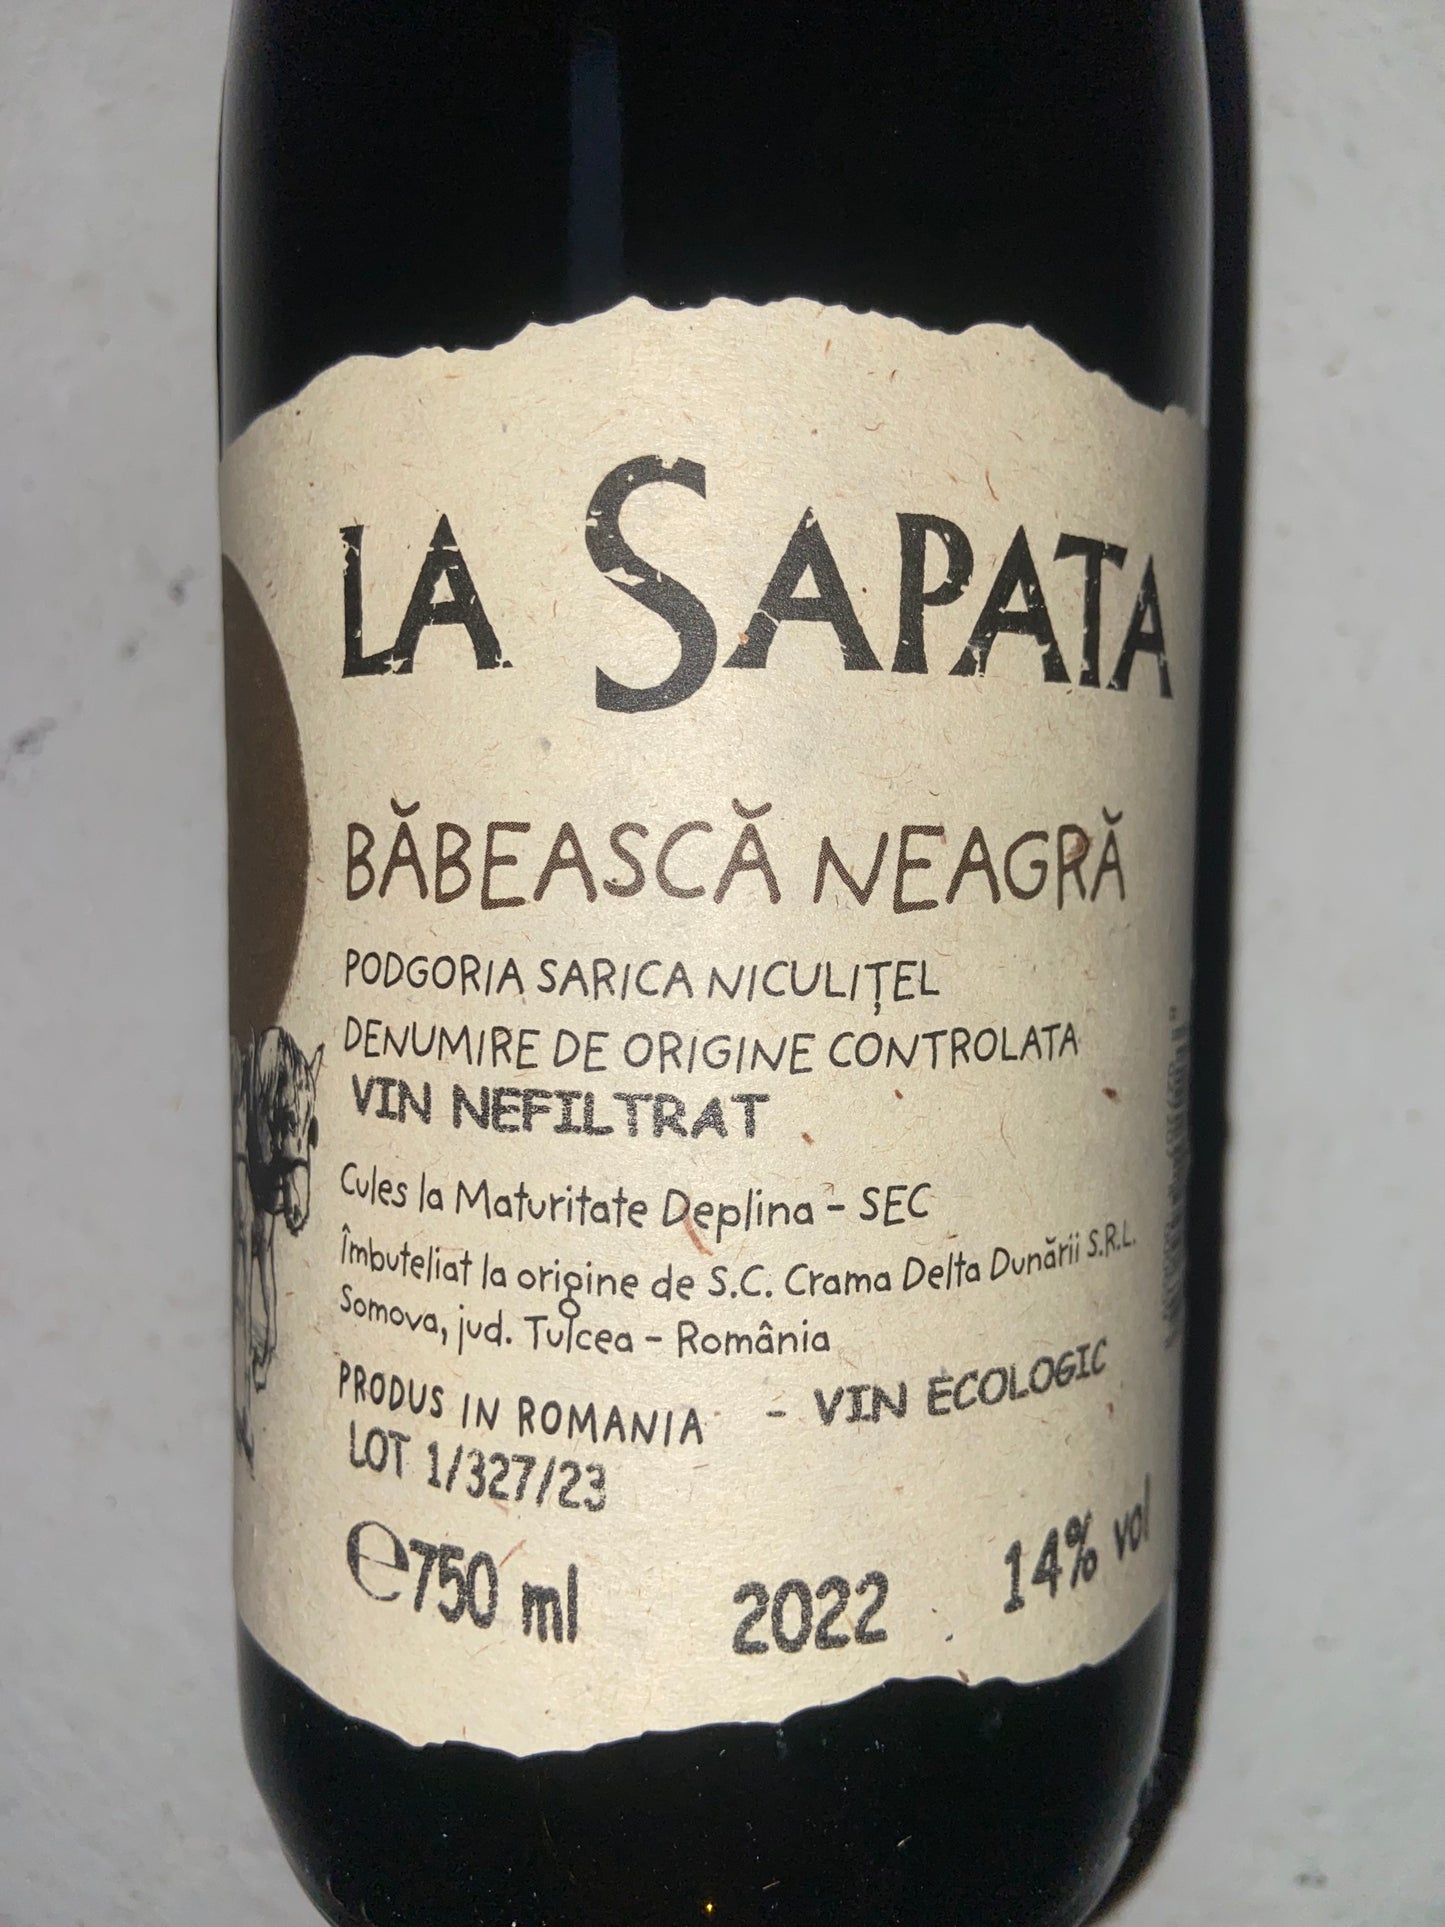 LA SAPATA
BĂBEASCĂ NEAGRĂ
PODGORIA SARICA NICULIȚEL
DENUMIRE DE ORIGINE CONTROLATA
VIN NEFILTRAT
Cules la Maturitate Deplina - SEC
Îmbuteliat la origine de S.C. Crama Delta Dunării S.R.L.
Somova, jud. Tulcea - România
PRODUS IN ROMANIA - VIN ECOLOGIC
LOT 1/327/23
℮750 ml 2022 14% vol